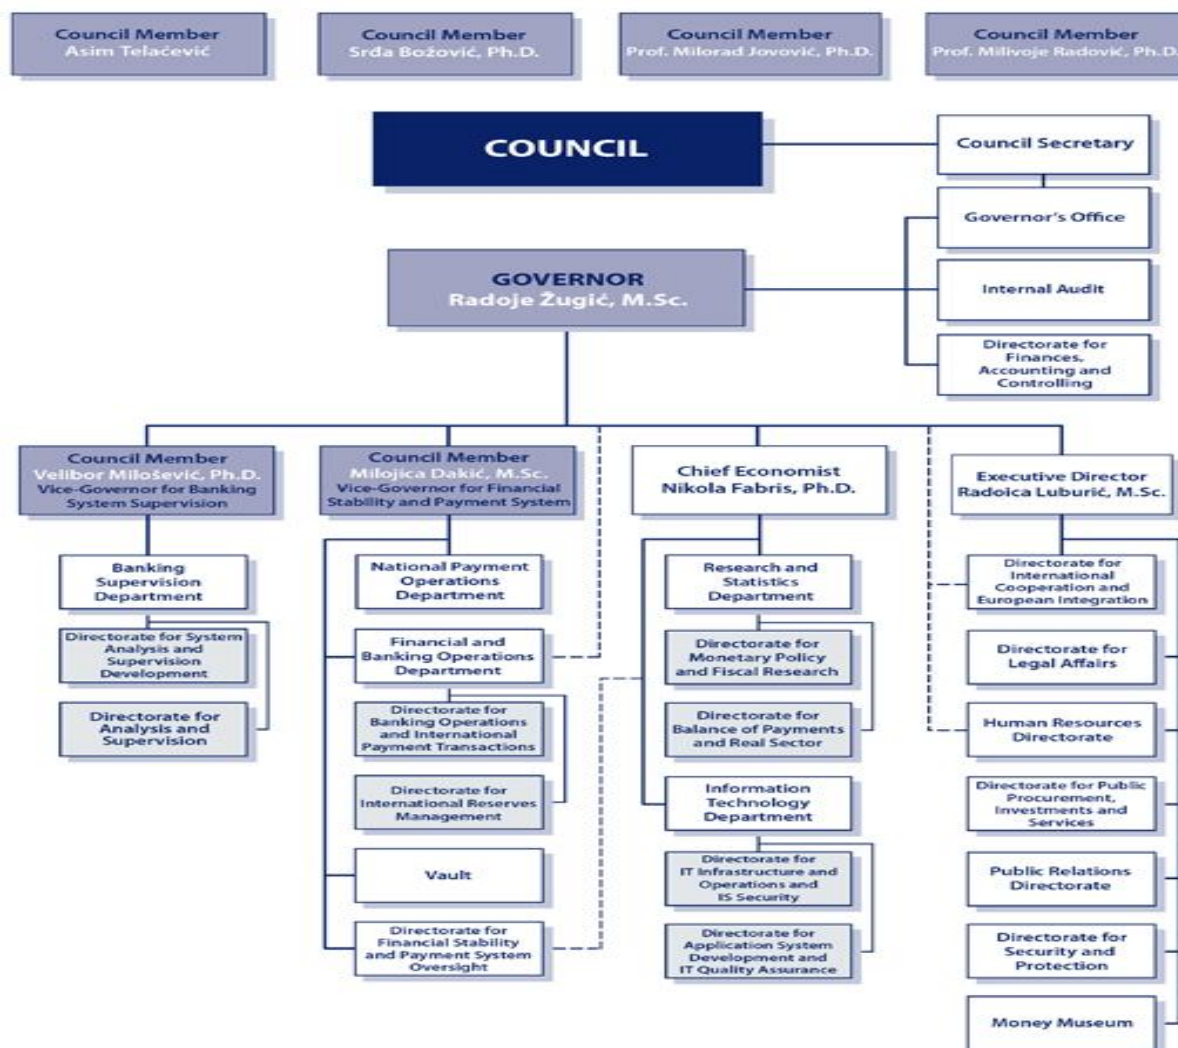 Council Member
Asim Telaćević
Council Member
Srđa Božović, Ph.D.
Council Member
Prof. Milorad Jovović, Ph.D.
Council Member
Prof. Milivoje Radović, Ph.D.
COUNCIL
Council Secretary
Governor's Office
GOVERNOR
Radoje Žugić, M.Sc.
Internal Audit
Directorate for
Finances,
Accounting and
Controlling
Council Member
Velibor Milošević, Ph.D.
Vice-Governor for Banking
System Supervision
Council Member
Milojica Dakić, M.Sc.
Vice-Governor for Financial
Stability and Payment System
Chief Economist
Nikola Fabris, Ph.D.
Executive Director
Radoica Luburić, M.Sc.
Banking
Supervision
Department
Directorate for System
Analysis and
Supervision
Development
Directorate for
Analysis and
Supervision
National Payment
Operations
Department
Financial and
Banking Operations
Department
Directorate for
Banking Operations
and International
Payment Transactions
Directorate for
International Reserves
Management
Vault
Directorate for
Financial Stability
and Payment System
Oversight
Research and
Statistics
Department
Directorate for
Monetary Policy
and Fiscal Research
Directorate for
Balance of Payments
and Real Sector
Information
Technology
Department
Directorate for
IT Infrastructure and
Operations and
IS Security
Directorate for
Application System
Development and
IT Quality Assurance
Directorate for
International
Cooperation and
European Integration
Directorate for
Legal Affairs
Human Resources
Directorate
Directorate for Public
Procurement,
Investments and
Services
Public Relations
Directorate
Directorate for
Security and
Protection
Money Museum